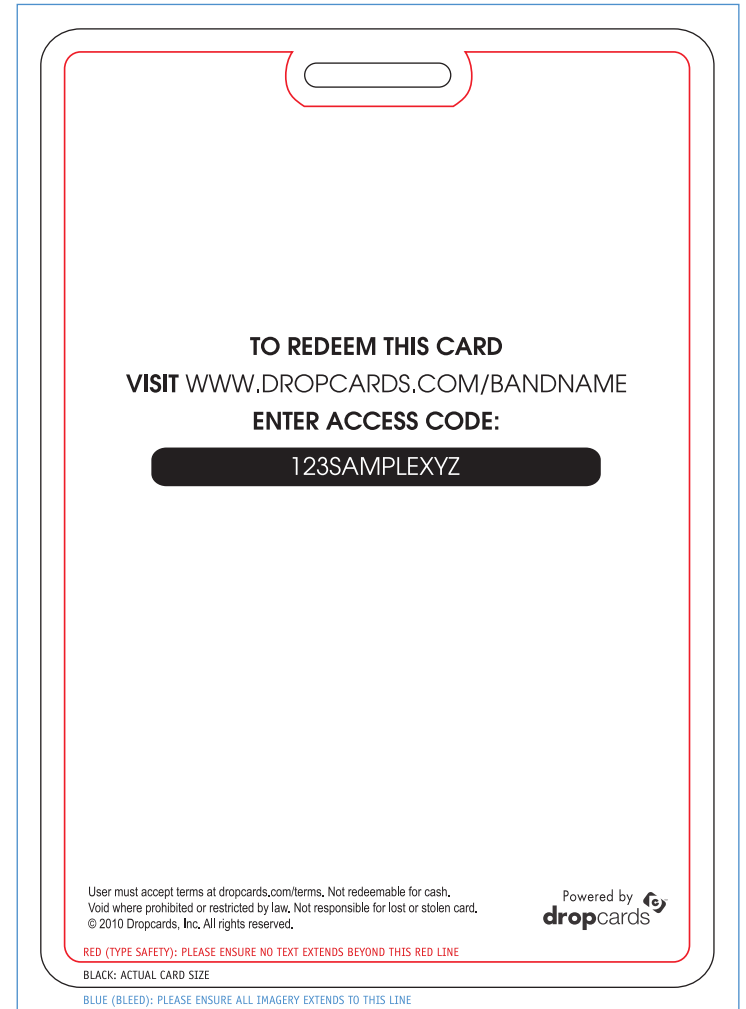 TO REDEEM THIS CARD
VISIT WWW.DROPCARDS.COM/BANDNAME
ENTER ACCESS CODE:
123SAMPLEXYZ
User must accept terms at dropcards.com/terms. Not redeemable for cash.
Void where prohibited or restricted by law. Not responsible for lost or stolen card.
© 2010 Dropcards, Inc. All rights reserved.
Powered by
dropcards
RED (TYPE SAFETY): PLEASE ENSURE NO TEXT EXTENDS BEYOND THIS RED LINE
BLACK: ACTUAL CARD SIZE
BLUE (BLEED): PLEASE ENSURE ALL IMAGERY EXTENDS TO THIS LINE